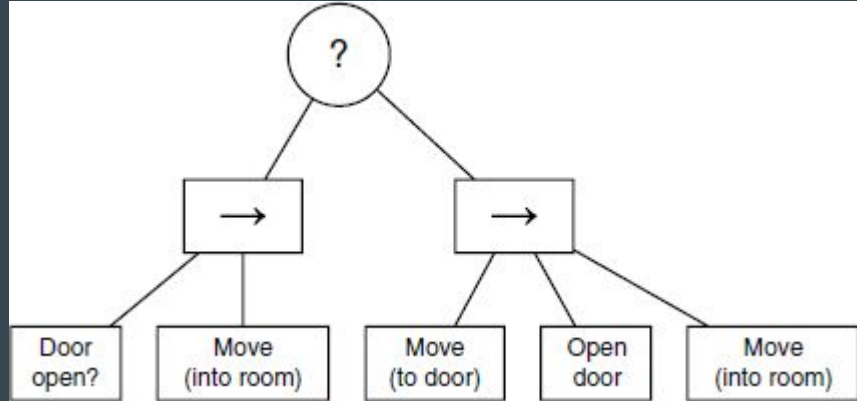 ?
→
→
Door
open?
Move
(into room)
Move
(to door)
Open
door
Move
(into room)